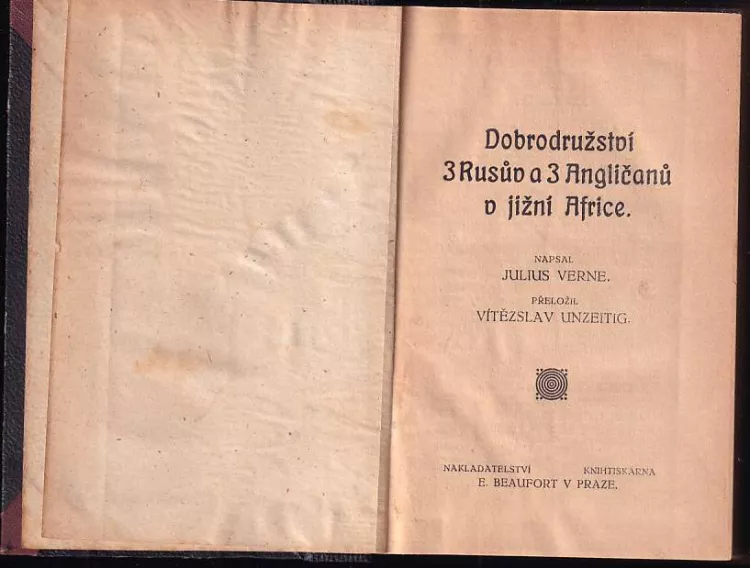 Dobrodružství
3 Rusův a 3 Angličanů
v jižní Africe.
NAPSAL
JULIUS VERNE.
PŘELOŽIL
VÍTĚZSLAV UNZEITIG.
NAKLADATELSTVÍ KNIHTISKÁRNA
E. BEAUFORT V PRAZE.